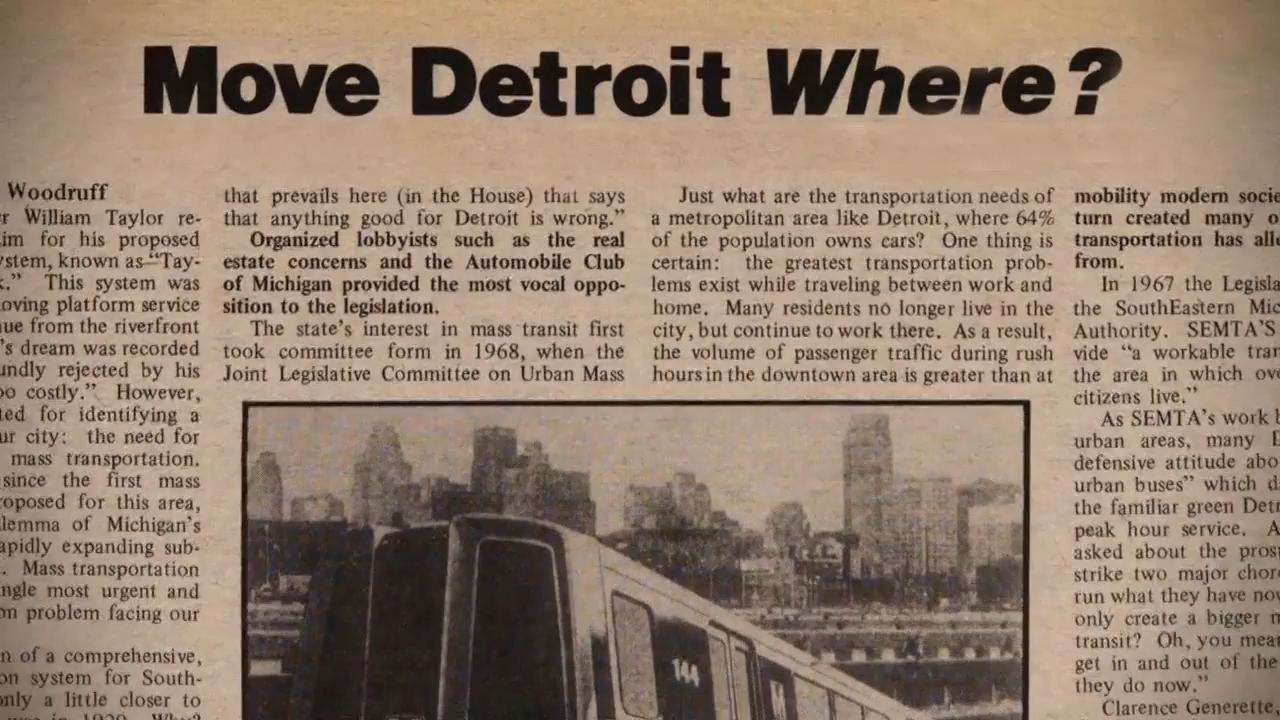 Move Detroit Where?
Woodruff
r William Taylor re-
im for his proposed
ystem, known as "Tay-
k." This system was
oving platform service
ue from the riverfront
's dream was recorded
undly rejected by his
oo costly." However,
ted for identifying a
ur city: the need for
mass transportation.
since the first mass
roposed for this area,
lemma of Michigan's
apidly expanding sub-
. Mass transportation
ngle most urgent and
on problem facing our
n of a comprehensive,
on system for South-
only a little closer to
was in 1920. Why?
that prevails here (in the House) that says
that anything good for Detroit is wrong."
Organized lobbyists such as the real
estate concerns and the Automobile Club
of Michigan provided the most vocal oppo-
sition to the legislation.
The state's interest in mass transit first
took committee form in 1968, when the
Joint Legislative Committee on Urban Mass
Just what are the transportation needs of
a metropolitan area like Detroit, where 64%
of the population owns cars? One thing is
certain: the greatest transportation prob-
lems exist while traveling between work and
home. Many residents no longer live in the
city, but continue to work there. As a result,
the volume of passenger traffic during rush
hours in the downtown area is greater than at
144
M
mobility modern socie
turn created many o
transportation has alle
from.
In 1967 the Legisla
the SouthEastern Mic
Authority. SEMTA'S
vide "a workable tran
the area in which ove
citizens live."
As SEMTA's work b
urban areas, many D
defensive attitude abo
urban buses" which d
the familiar green Detr
peak hour service. A
asked about the prosp
strike two major chor
run what they have nov
only create a bigger m
transit? Oh, you mean
get in and out of the
they do now."
Clarence Generette,